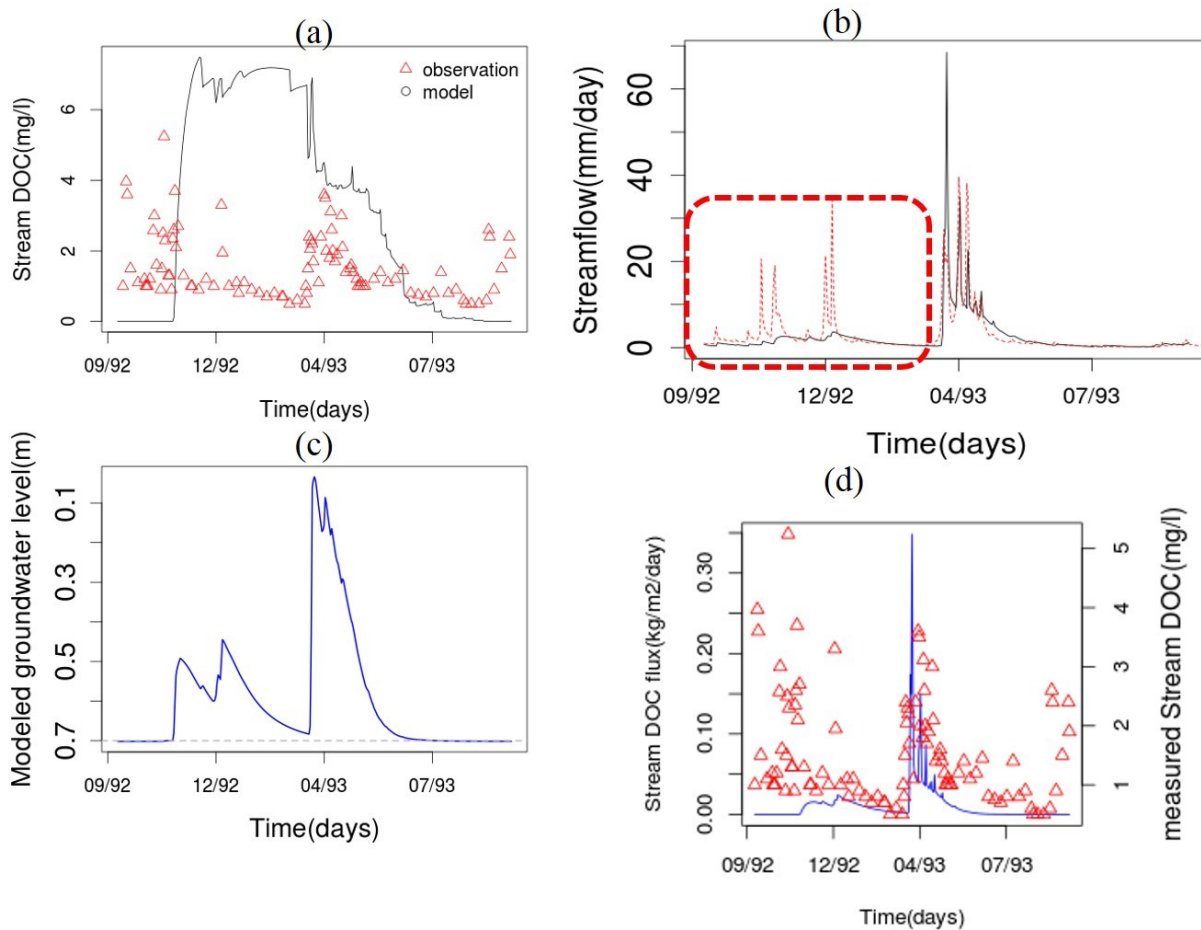 (a)
Stream DOC(mg/l)
0 2 4 6
observation
model
09/92 12/92 04/93 07/93
Time(days)
(b)
Streamflow(mm/day)
0 20 40 60
09/92 12/92 04/93 07/93
Time(days)
(c)
Modeled groundwater level(m)
0.7 0.5 0.3 0.1
09/92 12/92 04/93 07/93
Time(days)
(d)
Stream DOC flux(kg/m2/day)
0.00 0.10 0.20 0.30
1 2 3 4 5
measured Stream DOC(mg/l)
09/92 12/92 04/93 07/93
Time(days)